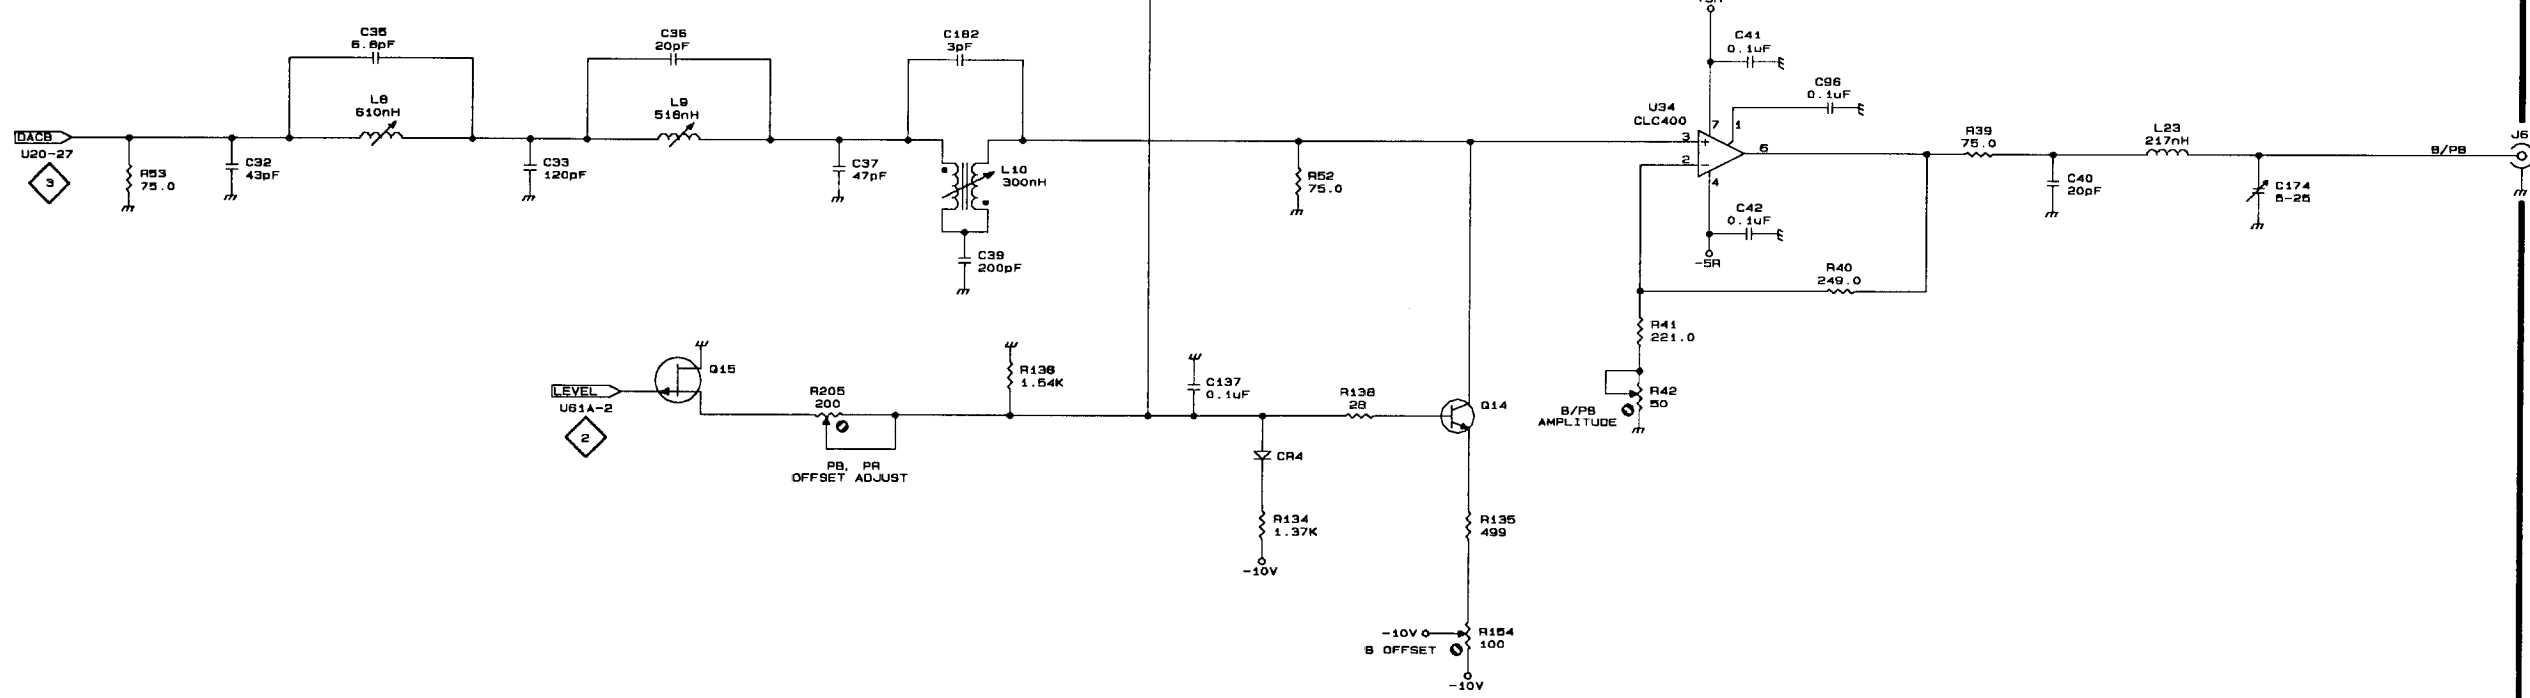 C35
6.8pF
C36
20pF
C182
3pF
C41
0.1uF
C96
0.1uF
L8
610nH
L9
518nH
U34
CLC400
7
1
3
2
6
4
DACB
U20-27
3
R53
75.0
C32
43pF
C33
120pF
C37
47pF
L10
300nH
C39
200pF
R52
75.0
C42
0.1uF
-5R
R39
75.0
L23
217nH
C40
20pF
C174
5-25
B/PB
J6
R40
249.0
R41
221.0
R42
50
B/PB
AMPLITUDE
LEVEL
U61A-2
2
Q15
R205
200
PB, PR
OFFSET ADJUST
R136
1.54K
C137
0.1uF
R138
28
Q14
CR4
R134
1.37K
-10V
R135
499
-10V
R154
100
B OFFSET
-10V